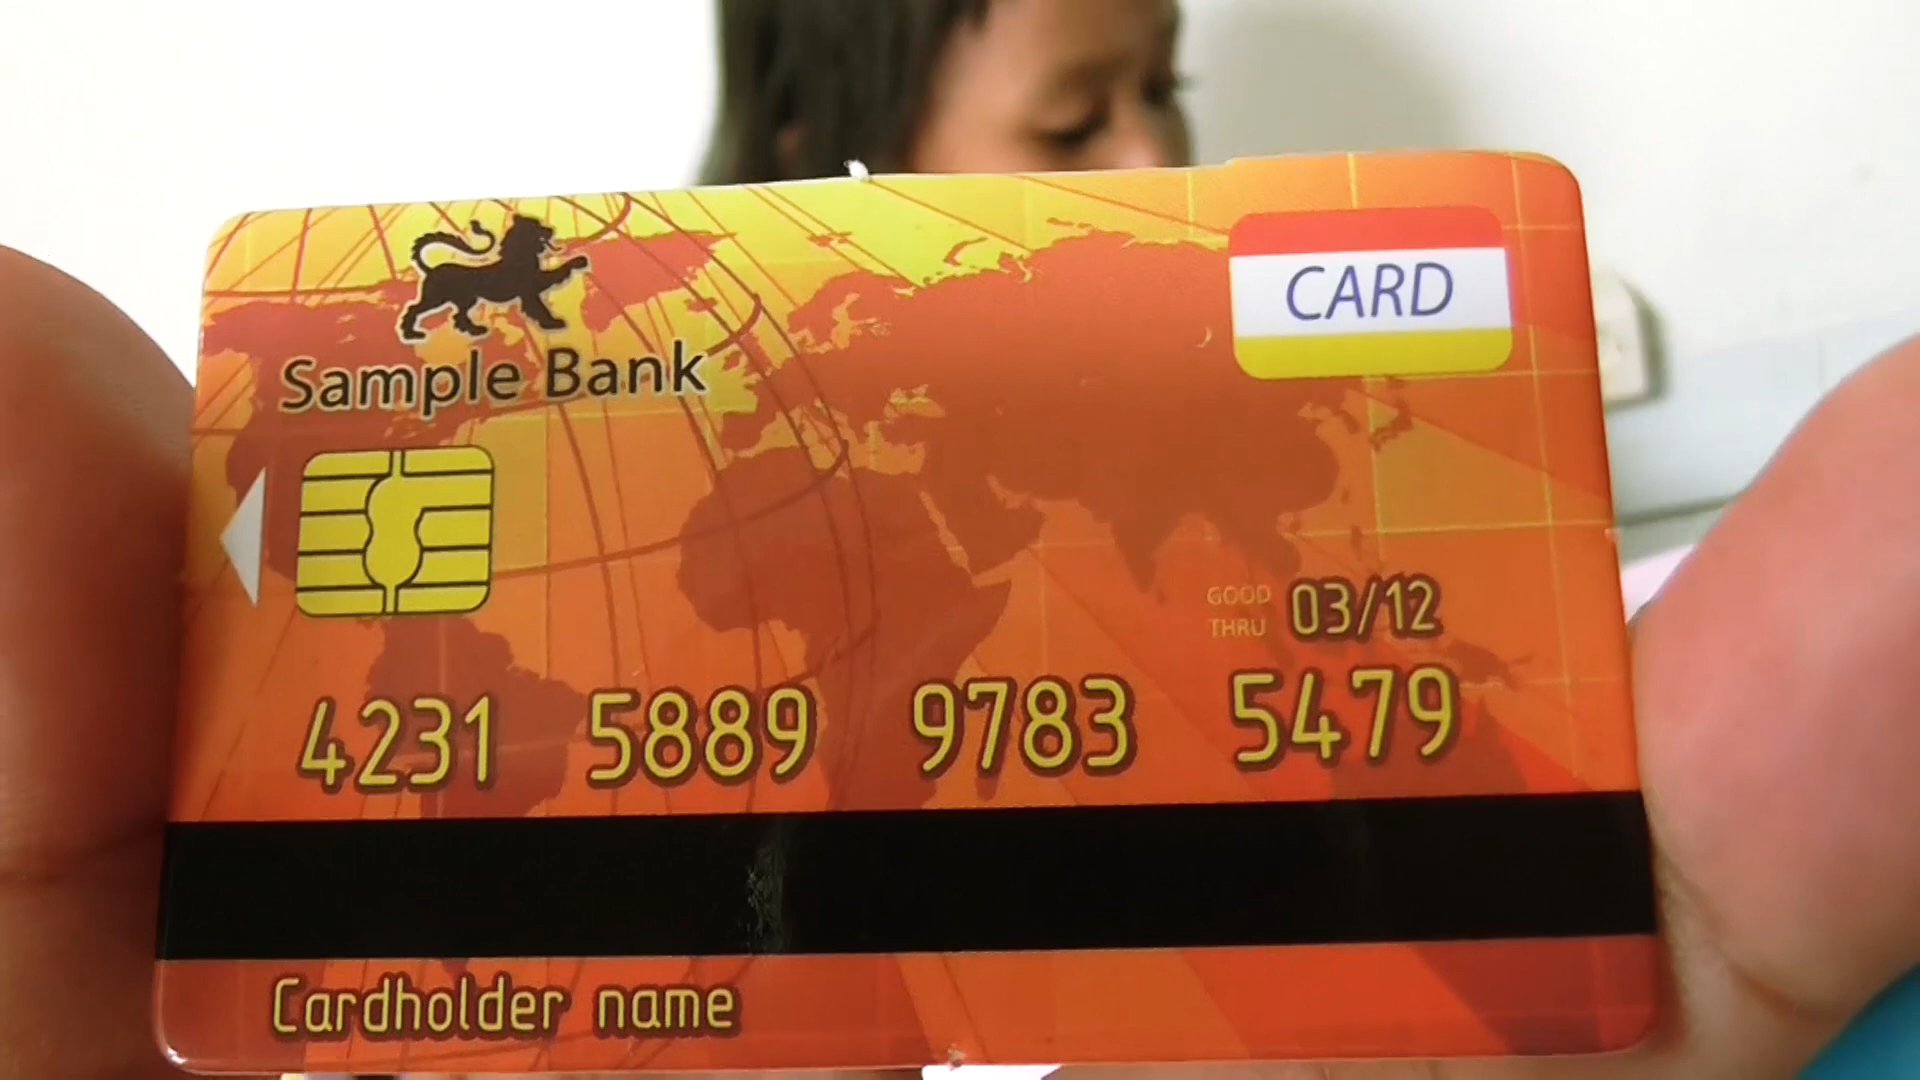 Sample Bank
CARD
GOOD
THRU
03/12
4231 5889 9783 5479
Cardholder name